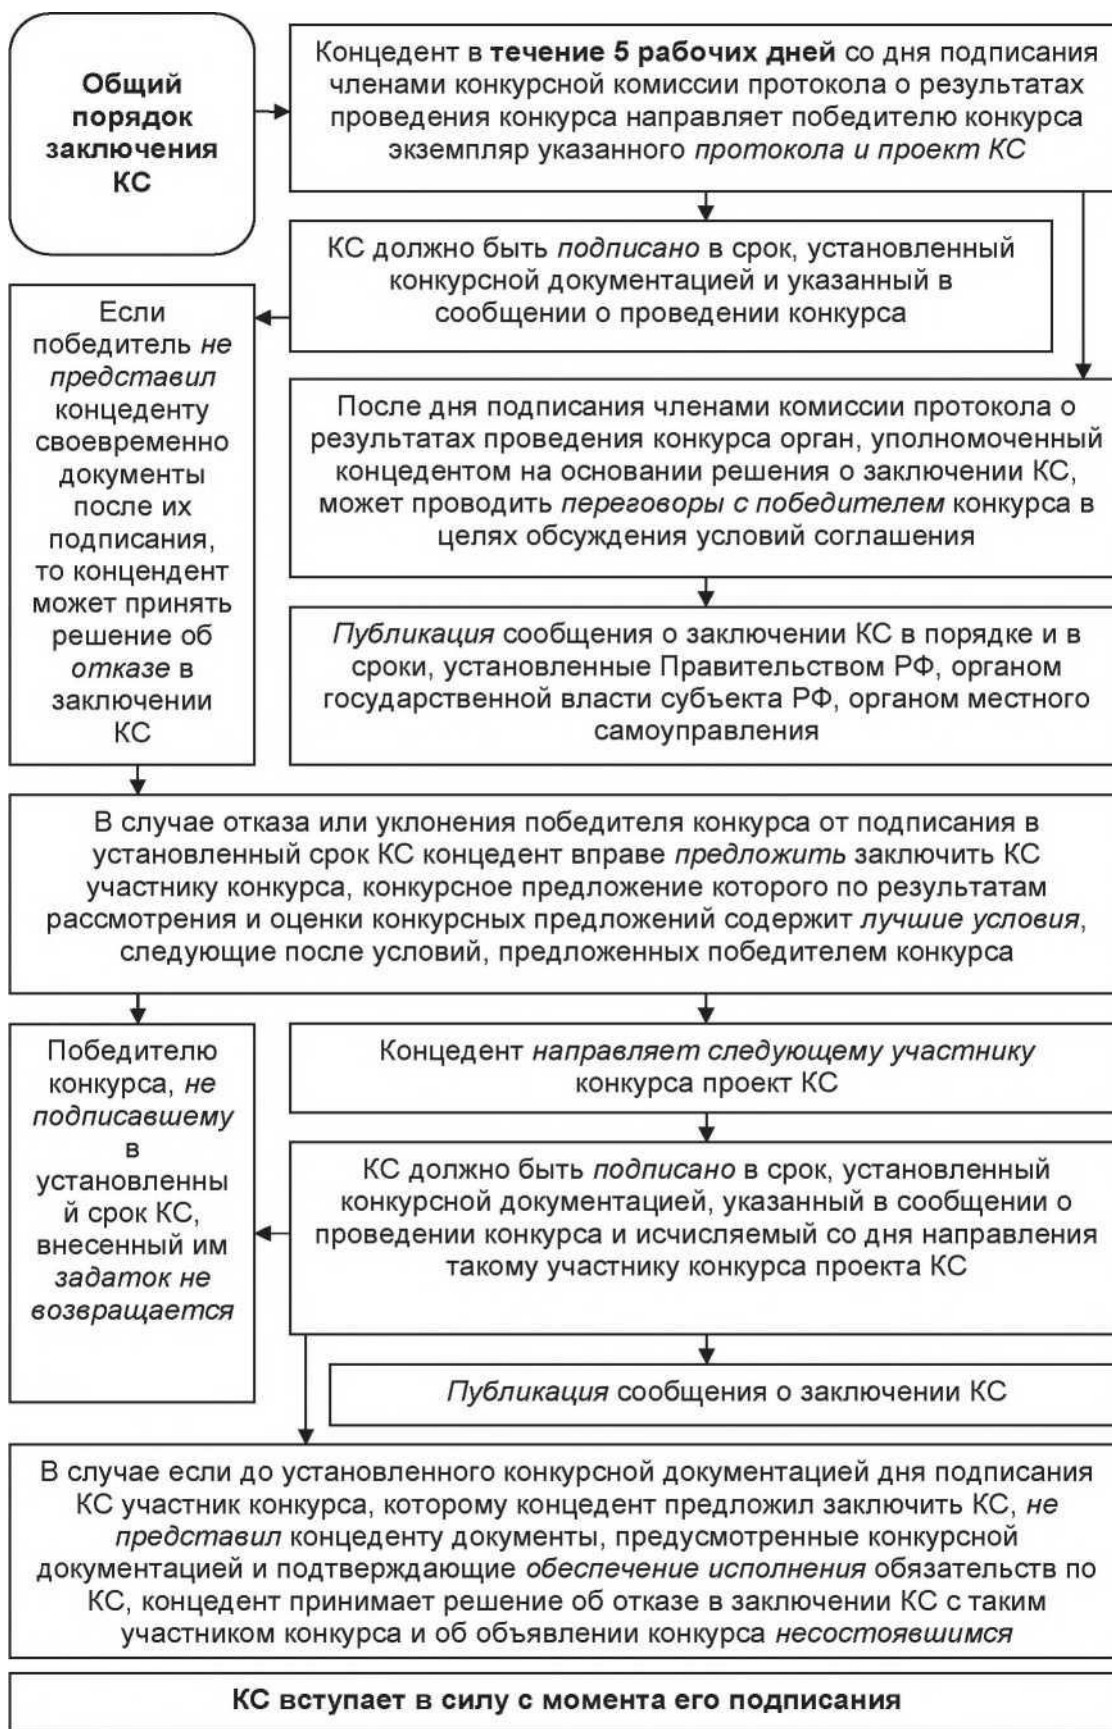 Общий
порядок
заключения
КС
Концедент в течение 5 рабочих дней со дня подписания
членами конкурсной комиссии протокола о результатах
проведения конкурса направляет победителю конкурса
экземпляр указанного протокола и проект КС
КС должно быть подписано в срок, установленный
конкурсной документацией и указанный в
сообщении о проведении конкурса
Если
победитель не
представил
концеденту
своевременно
документы
после их
подписания,
то концендент
может принять
решение об
отказе в
заключении
КС
После дня подписания членами комиссии протокола о
результатах проведения конкурса орган, уполномоченный
концедентом на основании решения о заключении КС,
может проводить переговоры с победителем конкурса в
целях обсуждения условий соглашения
Публикация сообщения о заключении КС в порядке и в
сроки, установленные Правительством РФ, органом
государственной власти субъекта РФ, органом местного
самоуправления
В случае отказа или уклонения победителя конкурса от подписания в
установленный срок КС концедент вправе предложить заключить КС
участнику конкурса, конкурсное предложение которого по результатам
рассмотрения и оценки конкурсных предложений содержит лучшие условия,
следующие после условий, предложенных победителем конкурса
Победителю
конкурса, не
подписавшему
в
установленны
й срок КС,
внесенный им
задаток не
возвращается
Концедент направляет следующему участнику
конкурса проект КС
КС должно быть подписано в срок, установленный
конкурсной документацией, указанный в сообщении о
проведении конкурса и исчисляемый со дня направления
такому участнику конкурса проекта КС
Публикация сообщения о заключении КС
В случае если до установленного конкурсной документацией дня подписания
КС участник конкурса, которому концедент предложил заключить КС, не
представил концеденту документы, предусмотренные конкурсной
документацией и подтверждающие обеспечение исполнения обязательств по
КС, концедент принимает решение об отказе в заключении КС с таким
участником конкурса и об объявлении конкурса несостоявшимся
КС вступает в силу с момента его подписания